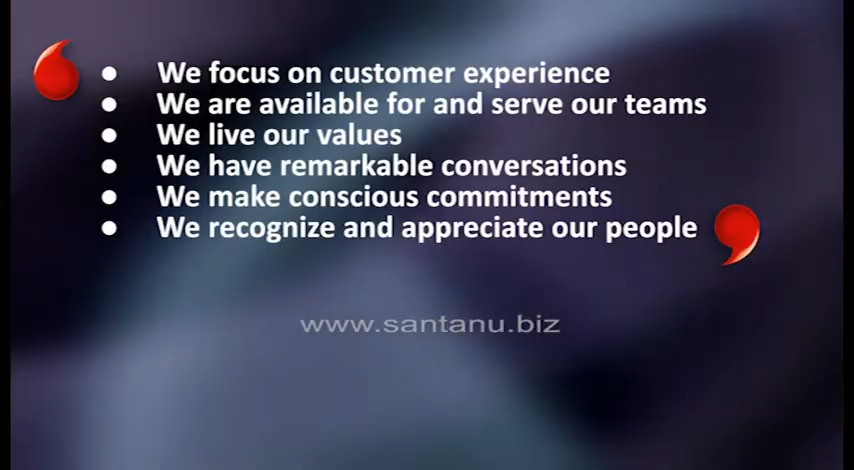 ● We focus on customer experience
● We are available for and serve our teams
● We live our values
● We have remarkable conversations
● We make conscious commitments
● We recognize and appreciate our people
www.santanu.biz